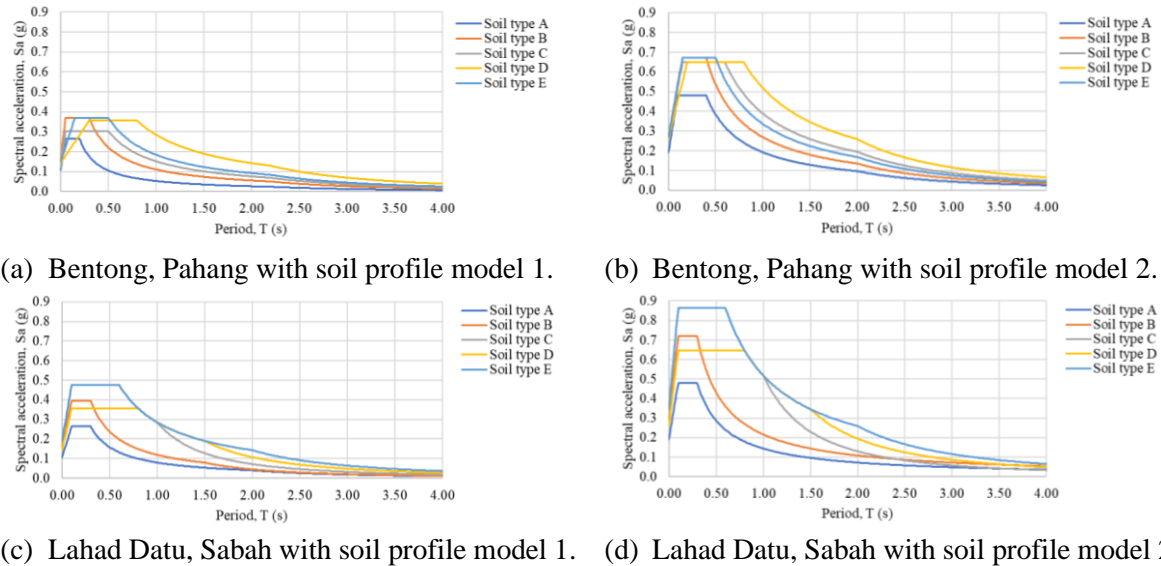 Spectral acceleration, Sa (g)
0.9
0.8
0.7
0.6
0.5
0.4
0.3
0.2
0.1
0.0
0.00 0.50 1.00 1.50 2.00 2.50 3.00 3.50 4.00
Period, T (s)
Soil type A
Soil type B
Soil type C
Soil type D
Soil type E
Spectral acceleration, Sa (g)
0.9
0.8
0.7
0.6
0.5
0.4
0.3
0.2
0.1
0.0
0.00 0.50 1.00 1.50 2.00 2.50 3.00 3.50 4.00
Period, T (s)
Soil type A
Soil type B
Soil type C
Soil type D
Soil type E
(a) Bentong, Pahang with soil profile model 1.
(b) Bentong, Pahang with soil profile model 2.
Spectral acceleration, Sa (g)
0.9
0.8
0.7
0.6
0.5
0.4
0.3
0.2
0.1
0.0
0.00 0.50 1.00 1.50 2.00 2.50 3.00 3.50 4.00
Period, T (s)
Soil type A
Soil type B
Soil type C
Soil type D
Soil type E
Spectral acceleration, Sa (g)
0.9
0.8
0.7
0.6
0.5
0.4
0.3
0.2
0.1
0.0
0.00 0.50 1.00 1.50 2.00 2.50 3.00 3.50 4.00
Period, T (s)
Soil type A
Soil type B
Soil type C
Soil type D
Soil type E
(c) Lahad Datu, Sabah with soil profile model 1.
(d) Lahad Datu, Sabah with soil profile model 2